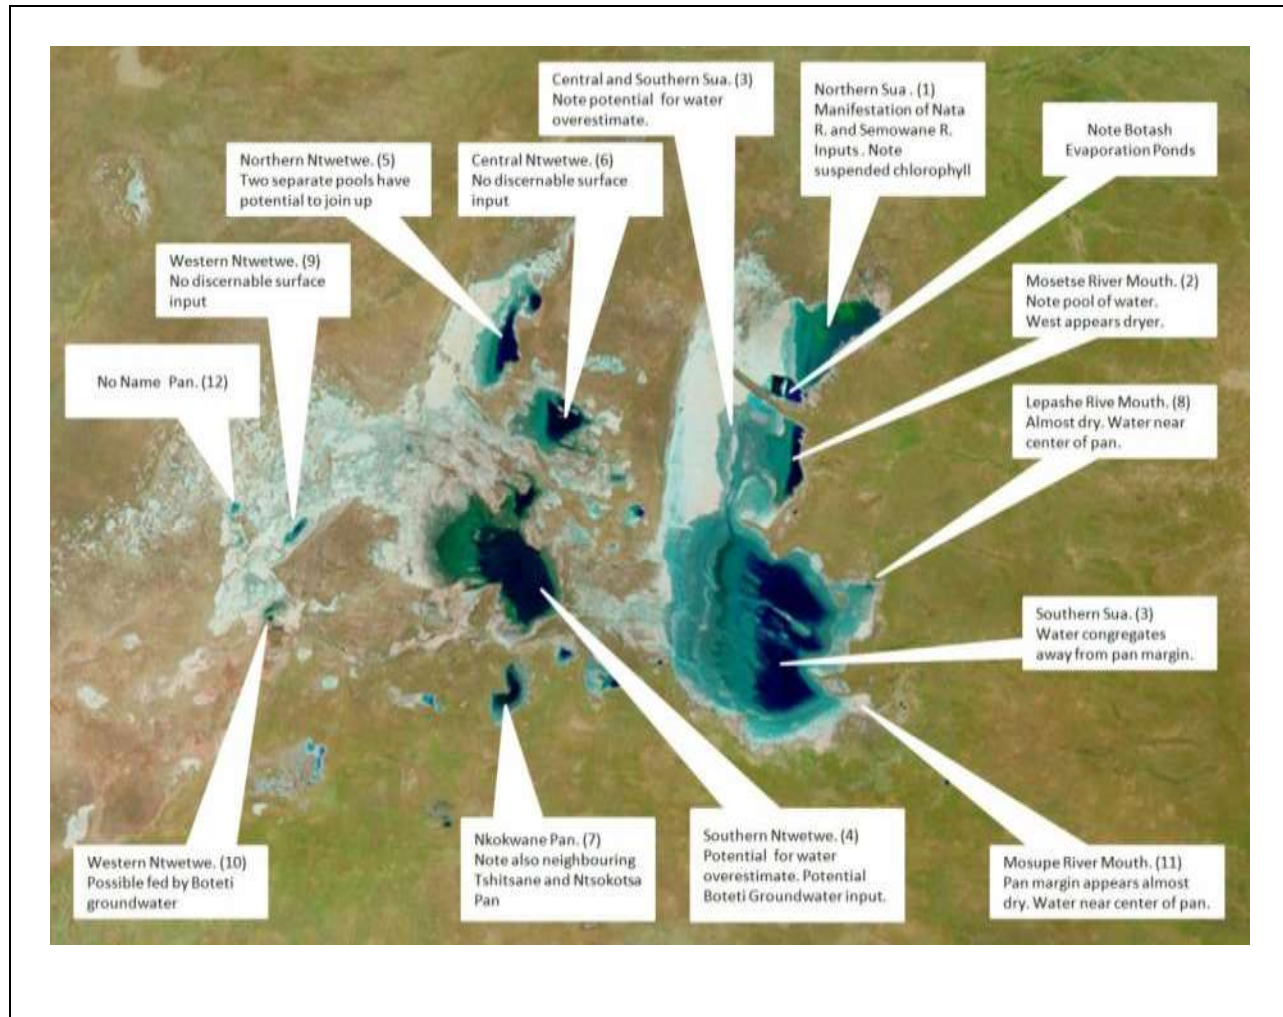 Central and Southern Sua. (3)
Note potential for water
overestimate.
Northern Sua . (1)
Manifestation of Nata
R. and Semowane R.
Inputs . Note
suspended chlorophyll
Note Botash
Evaporation Ponds
Northern Ntwetwe. (5)
Two separate pools have
potential to join up
Central Ntwetwe. (6)
No discernable surface
input
Western Ntwetwe. (9)
No discernable surface
input
Mosetse River Mouth. (2)
Note pool of water.
West appears dryer.
No Name Pan. (12)
Lepashe Rive Mouth. (8)
Almost dry. Water near
center of pan.
Southern Sua. (3)
Water congregates
away from pan margin.
Western Ntwetwe. (10)
Possible fed by Boteti
groundwater
Nkokwane Pan. (7)
Note also neighbouring
Tshitsane and Ntsokotsa
Pan
Southern Ntwetwe. (4)
Potential for water
overestimate. Potential
Boteti Groundwater input.
Mosupe River Mouth. (11)
Pan margin appears almost
dry. Water near center of pan.